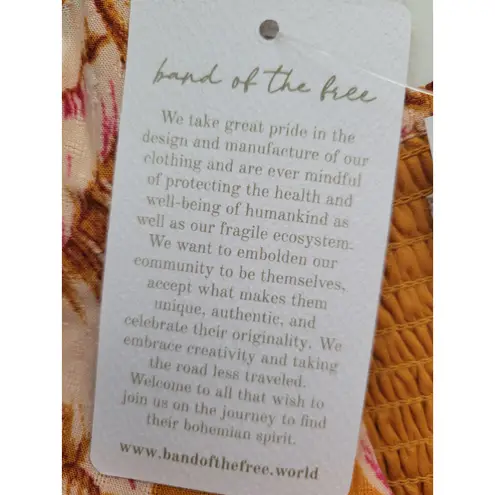 band of the free
We take great pride in the
design and manufacture of our
clothing and are ever mindful
of protecting the health and
well-being of humankind as
well as our fragile ecosystem.
We want to embolden our
community to be themselves,
accept what makes them
unique, authentic, and
celebrate their originality. We
embrace creativity and taking
the road less traveled.
Welcome to all that wish to
join us on the journey to find
their bohemian spirit.
www.bandofthefree.world